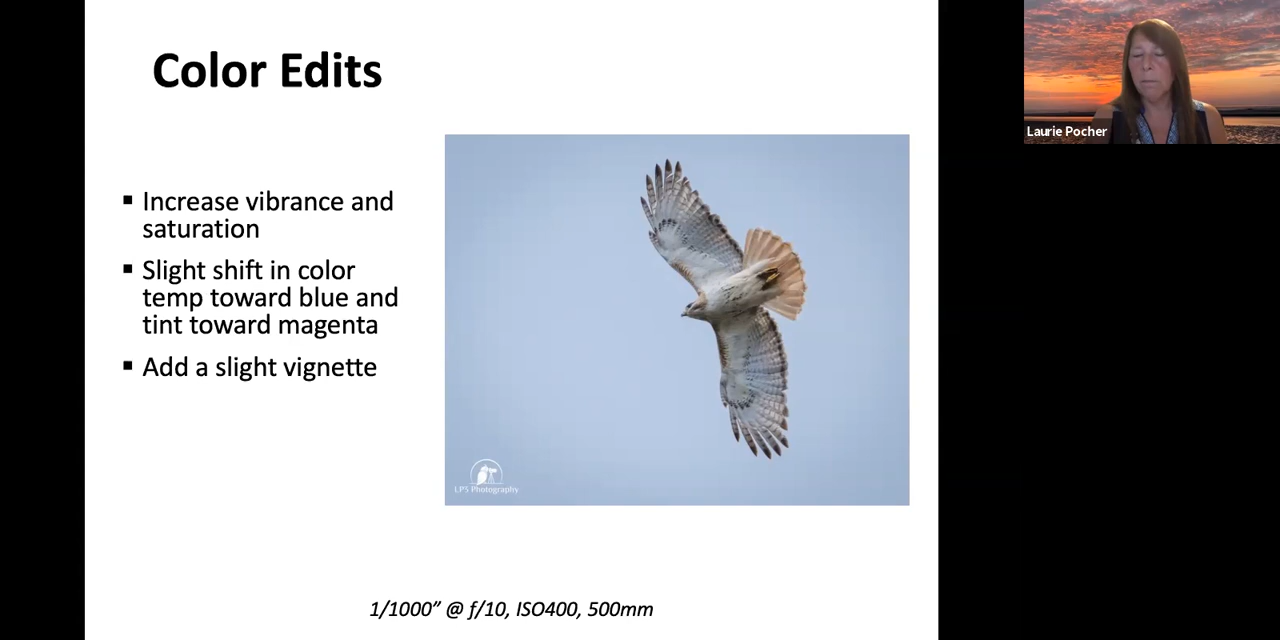 Color Edits
Increase vibrance and
saturation
Slight shift in color
temp toward blue and
tint toward magenta
Add a slight vignette
LPS Photography
1/1000” @ f/10, ISO400, 500mm
Laurie Pocher